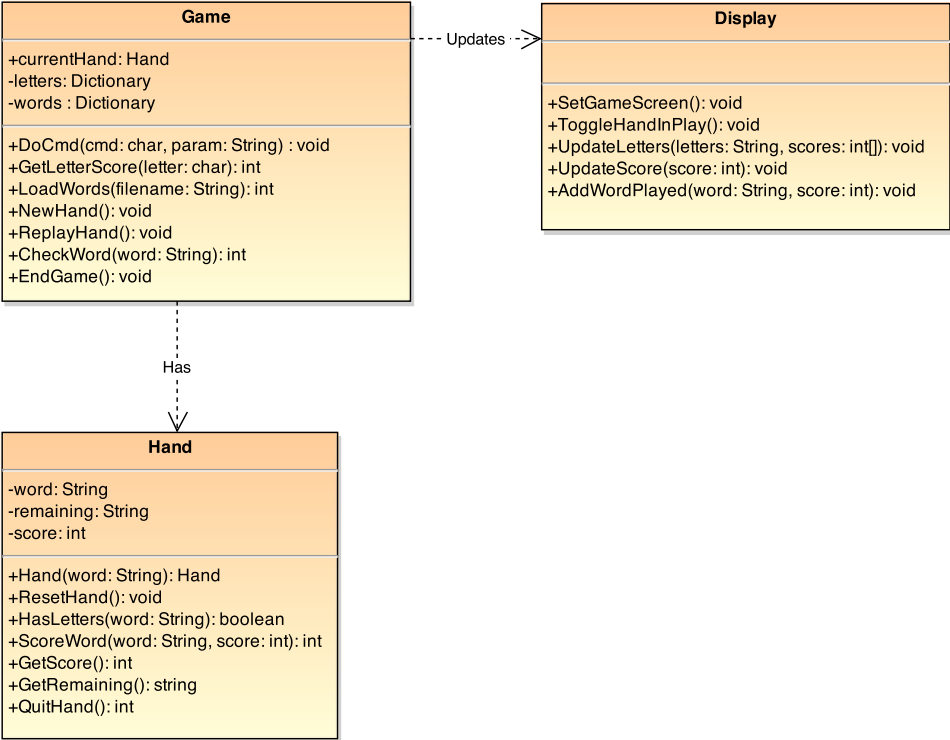 Game
+currentHand: Hand
-letters: Dictionary
-words : Dictionary
+DoCmd(cmd: char, param: String) : void
+GetLetterScore(letter: char): int
+LoadWords(filename: String): int
+NewHand(): void
+ReplayHand(): void
+CheckWord(word: String): int
+EndGame(): void
Updates
Display
+SetGameScreen(): void
+ToggleHandInPlay(): void
+UpdateLetters(letters: String, scores: int[]): void
+UpdateScore(score: int): void
+AddWordPlayed(word: String, score: int): void
Has
Hand
-word: String
-remaining: String
-score: int
+Hand(word: String): Hand
+ResetHand(): void
+HasLetters(word: String): boolean
+ScoreWord(word: String, score: int): int
+GetScore(): int
+GetRemaining(): string
+QuitHand(): int